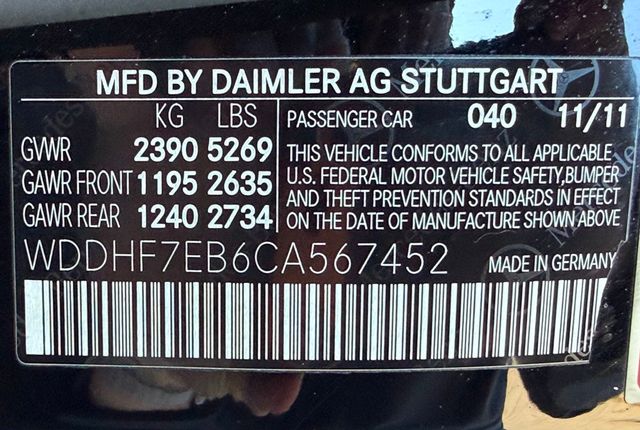 MFD BY DAIMLER AG STUTTGART
KG LBS
GVWR 2390 5269
GAWR FRONT 1195 2635
GAWR REAR 1240 2734
PASSENGER CAR 040 11/11
THIS VEHICLE CONFORMS TO ALL APPLICABLE
U.S. FEDERAL MOTOR VEHICLE SAFETY,BUMPER
AND THEFT PREVENTION STANDARDS IN EFFECT
ON THE DATE OF MANUFACTURE SHOWN ABOVE
WDDHF7EB6CA567452
MADE IN GERMANY